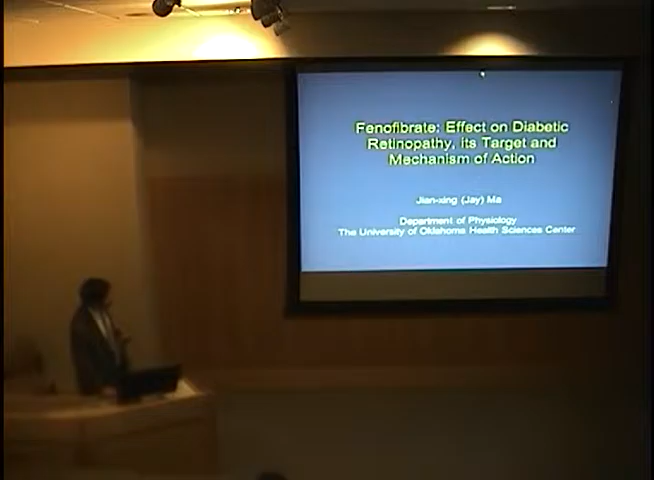 Fenofibrate: Effect on Diabetic
Retinopathy, its Target and
Mechanism of Action
Jian-xing (Jay) Ma
Department of Physiology
The University of Oklahoma Health Sciences Center